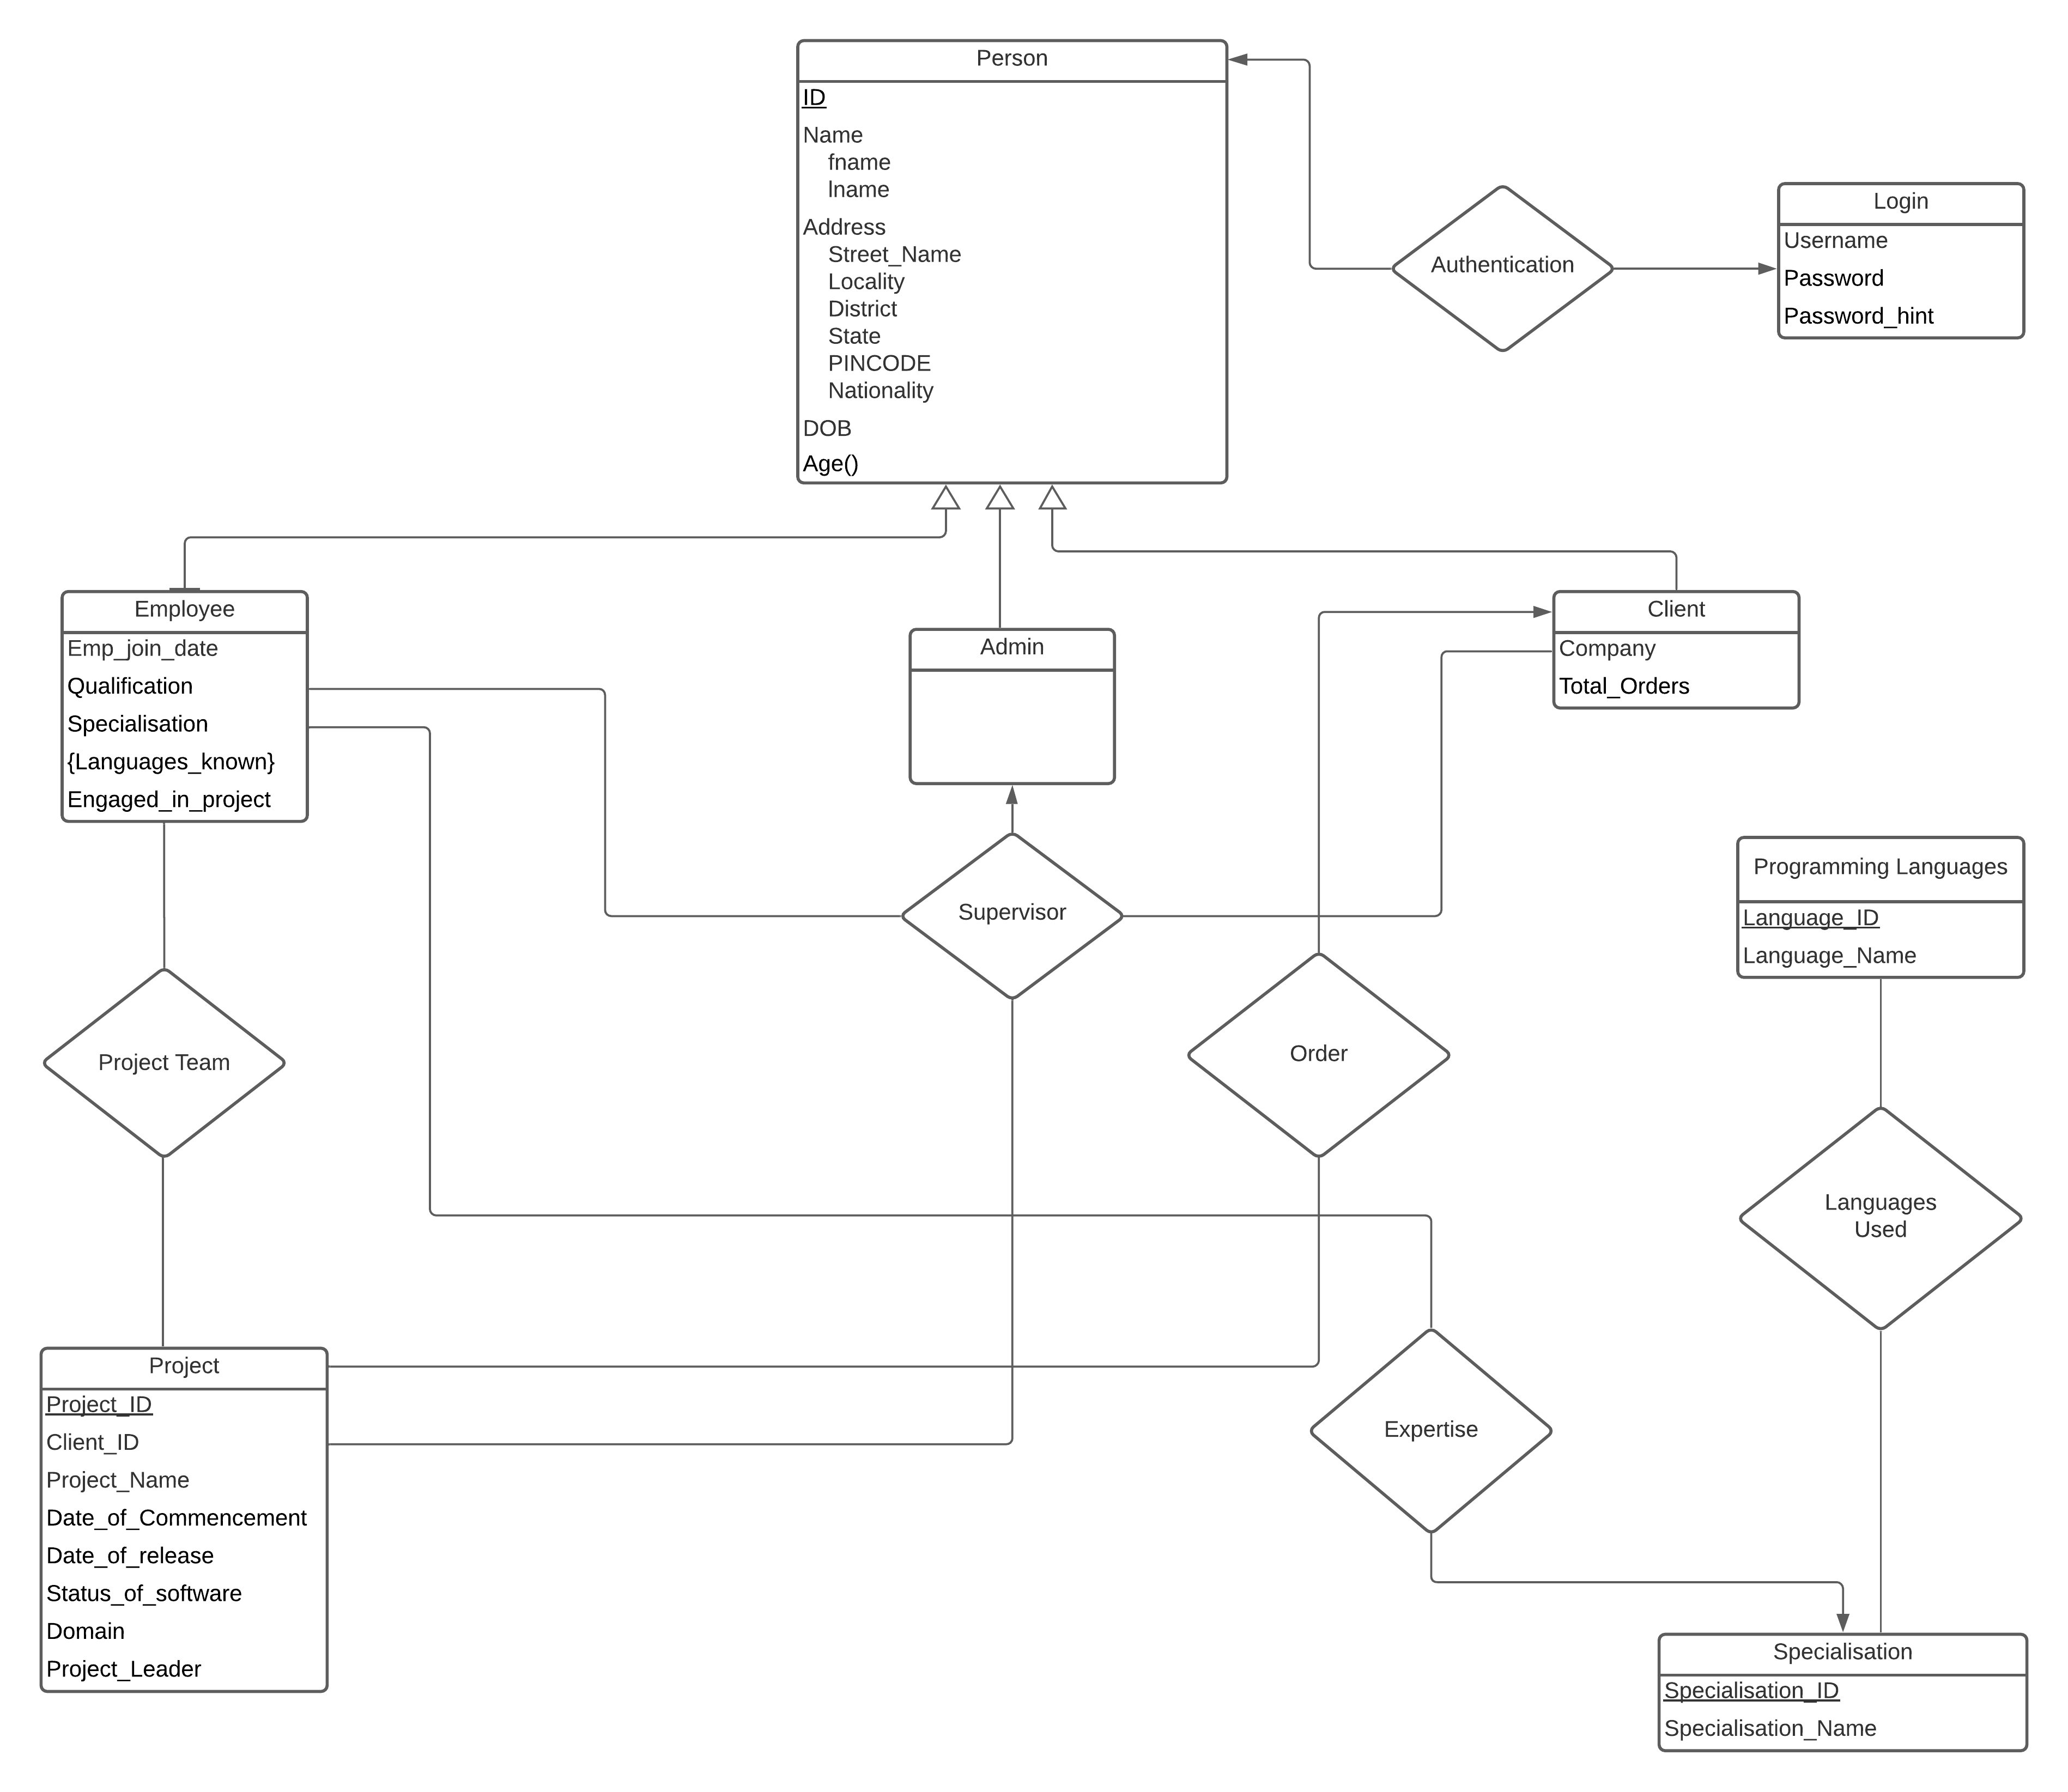 Person
ID
Name
fname
lname
Address
Street_Name
Locality
District
State
PINCODE
Nationality
DOB
Age()
Authentication
Login
Username
Password
Password_hint
Employee
Emp_join_date
Qualification
Specialisation
{Languages_known}
Engaged_in_project
Admin
Client
Company
Total_Orders
Supervisor
Programming Languages
Language_ID
Language_Name
Project Team
Order
Languages
Used
Project
Project_ID
Client_ID
Project_Name
Date_of_Commencement
Date_of_release
Status_of_software
Domain
Project_Leader
Expertise
Specialisation
Specialisation_ID
Specialisation_Name